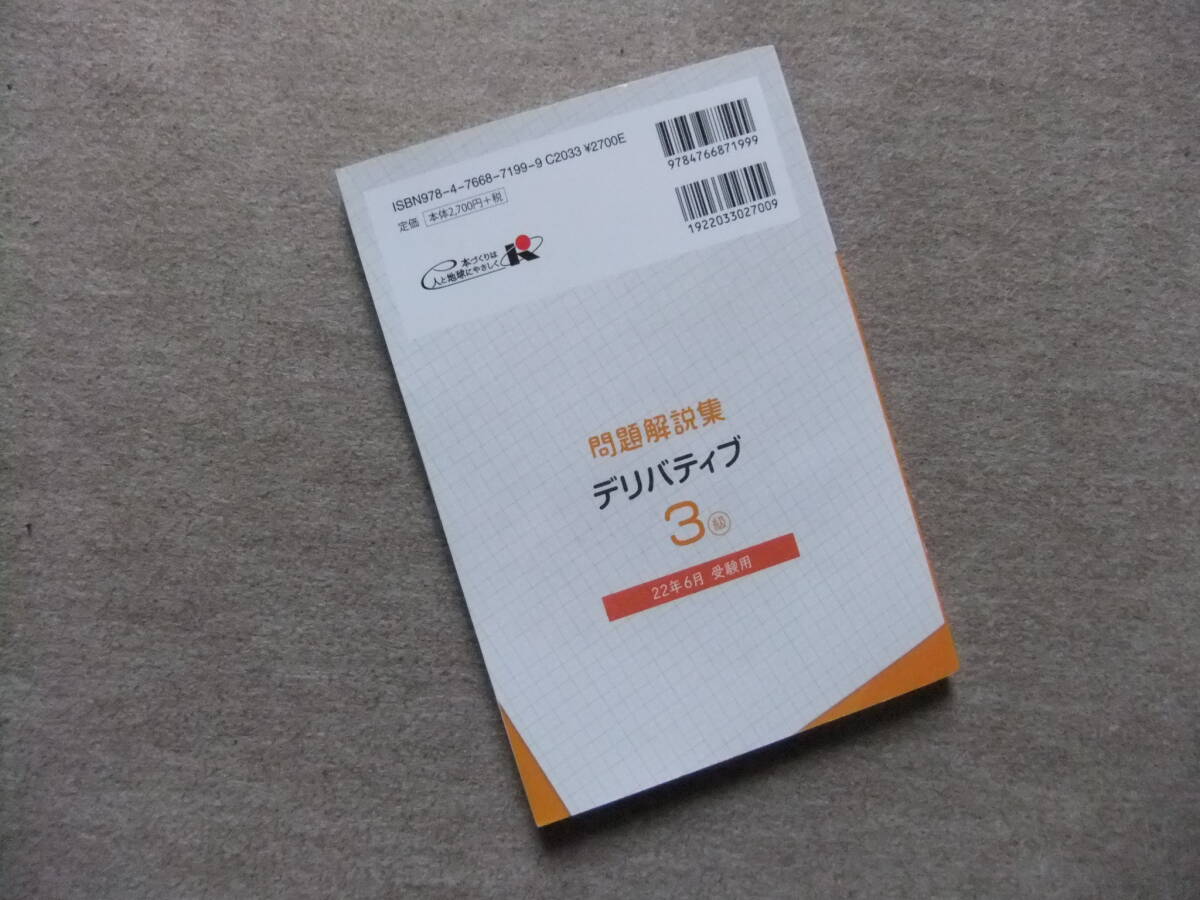 ISBN978-4-7668-7199-9 C2033 ¥2700E
定価 本体2,700円+税
9784766871999
1922033027009
本づくりは
人と地球にやさしく
問題解説集
デリバティブ
3級
22年6月 受験用